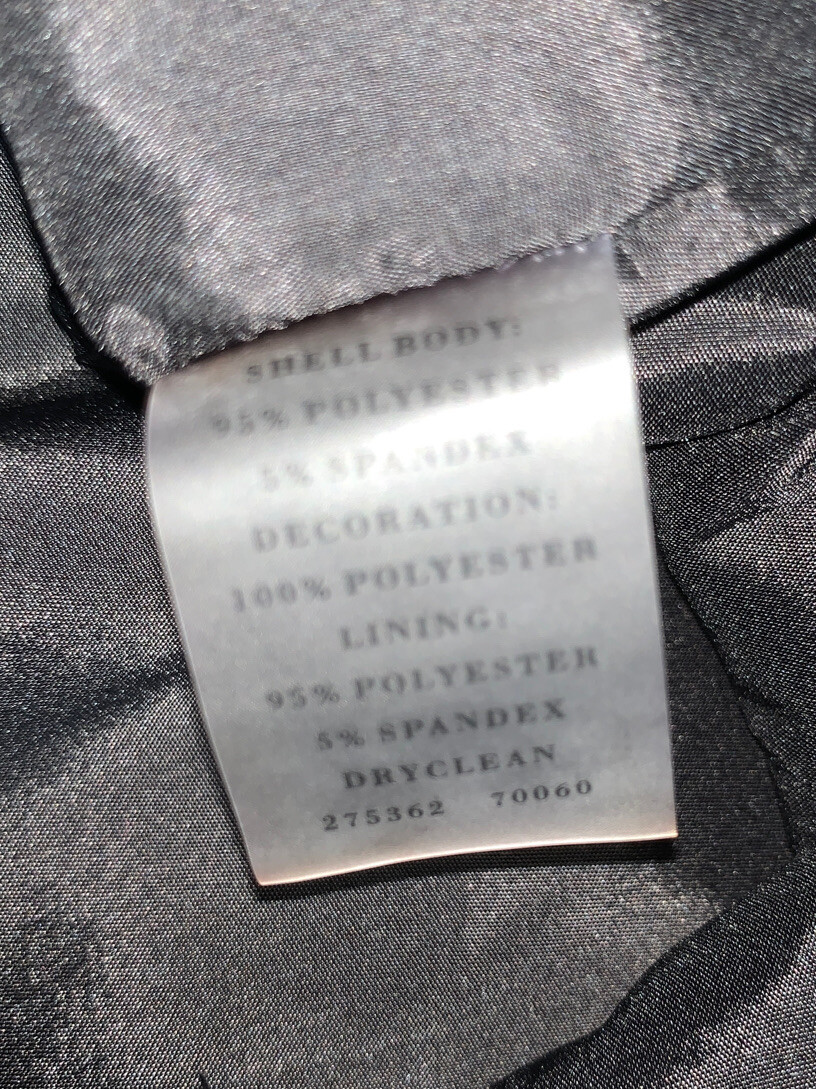 SHELL BODY:
95% POLYESTER
5% SPANDEX
DECORATION:
100% POLYESTER
LINING:
95% POLYESTER
5% SPANDEX
DRYCLEAN
275362 70060